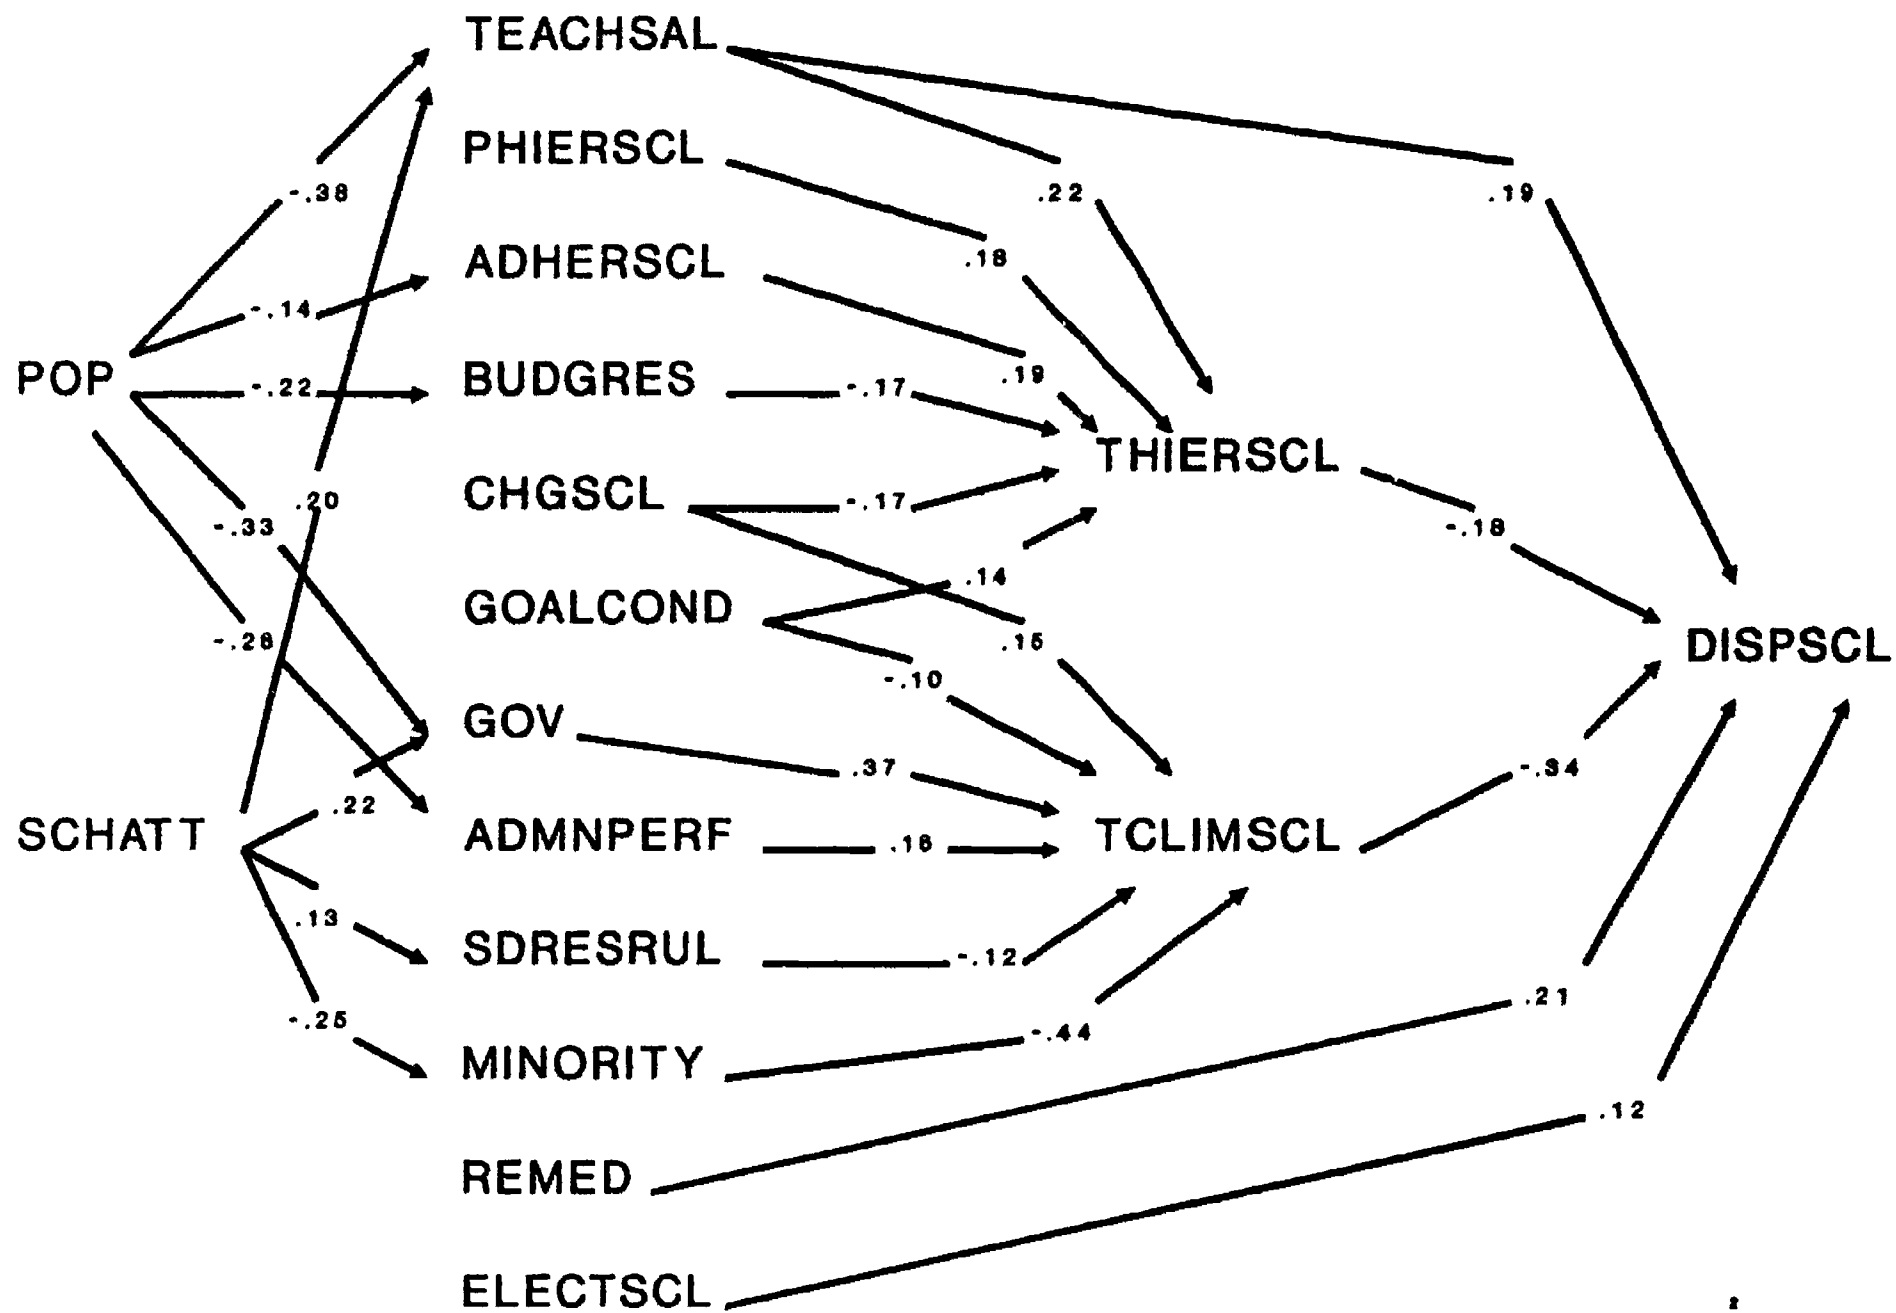 TEACHSAL
PHIERSCL
-.38
.22
.19
ADHERSCL
.18
-.14
POP
BUDGRES
-.22
-.17
.19
THIERSCL
CHGSCL
.20
-.17
-.33
-.18
GOALCOND
.14
-.28
.15
DISPSCL
-.10
GOV
.37
-.34
.22
SCHATT
ADMNPERF
.16
TCLIMSCL
.13
SDRESRUL
-.12
.21
-.25
-.44
MINORITY
.12
REMED
ELECTSCL
2